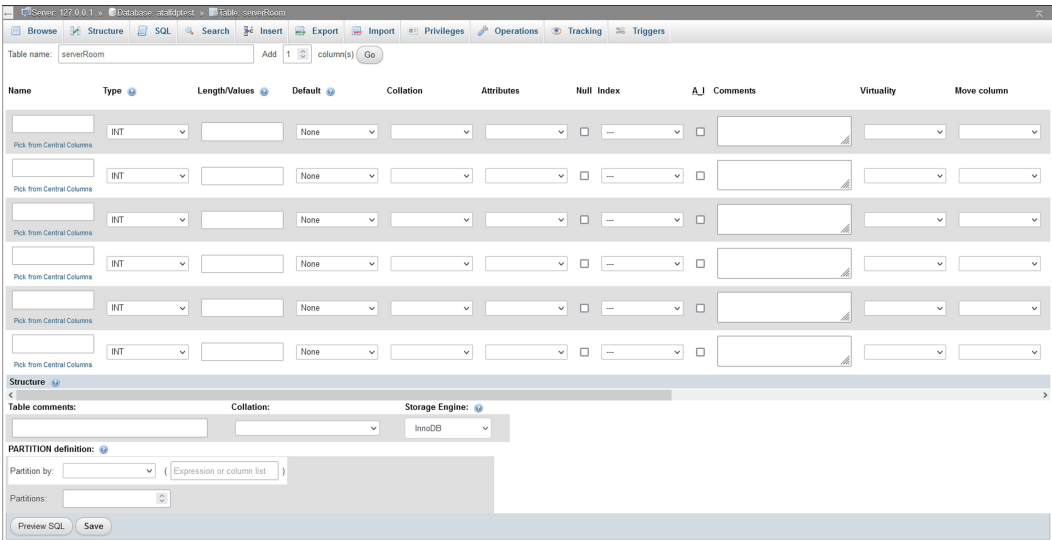 Server: 127.0.0.1 » Database: atalfdptest » Table: serverRoom
Browse Structure SQL Search Insert Export Import Privileges Operations Tracking Triggers
Table name: serverRoom Add 1 column(s) Go
Name Type Length/Values Default Collation Attributes Null Index A_I Comments Virtuality Move column
INT None ---
Pick from Central Columns
INT None ---
Pick from Central Columns
INT None ---
Pick from Central Columns
INT None ---
Pick from Central Columns
INT None ---
Pick from Central Columns
INT None ---
Pick from Central Columns
Structure
Table comments: Collation: Storage Engine:
InnoDB
PARTITION definition:
Partition by: ( Expression or column list )
Partitions:
Preview SQL Save